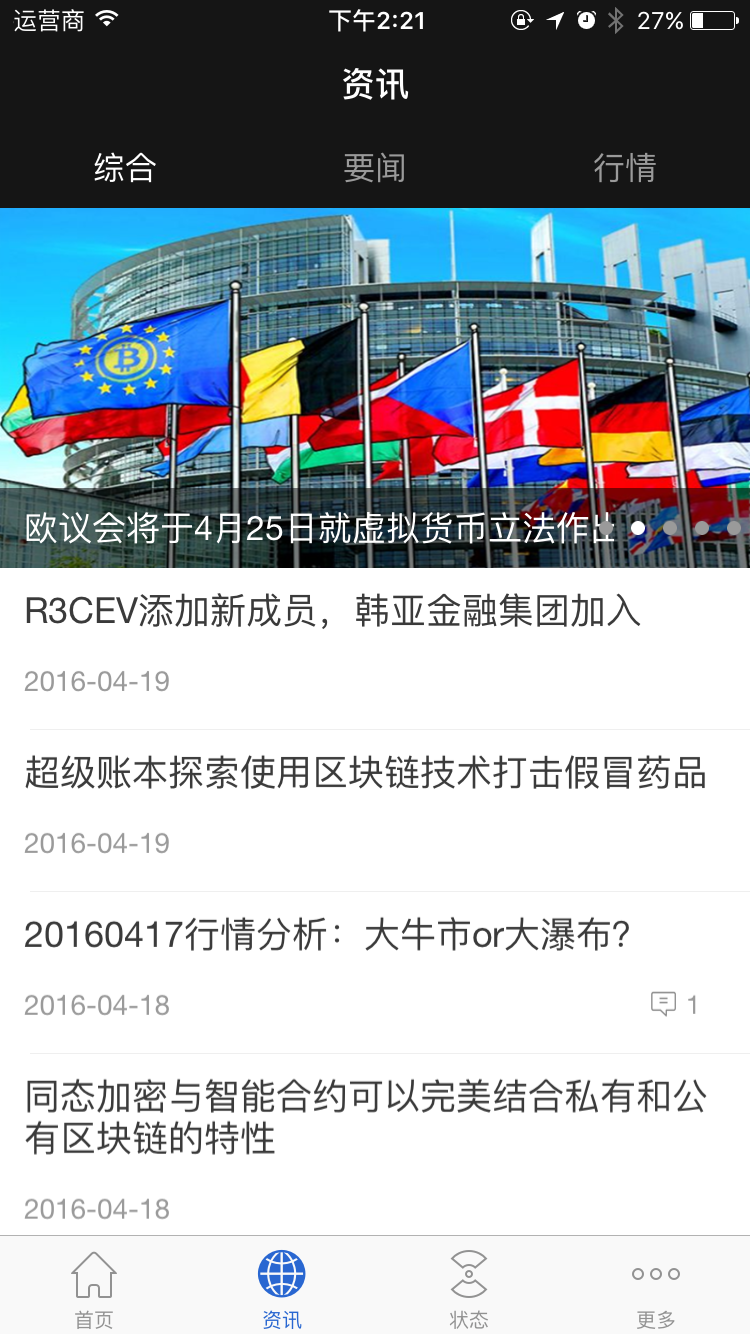 运营商 下午2:21 27%
资讯
综合 要闻 行情
欧议会将于4月25日就虚拟货币立法作出
R3CEV添加新成员，韩亚金融集团加入
2016-04-19
超级账本探索使用区块链技术打击假冒药品
2016-04-19
20160417行情分析：大牛市or大瀑布?
2016-04-18 1
同态加密与智能合约可以完美结合私有和公
有区块链的特性
2016-04-18
首页 资讯 状态 更多